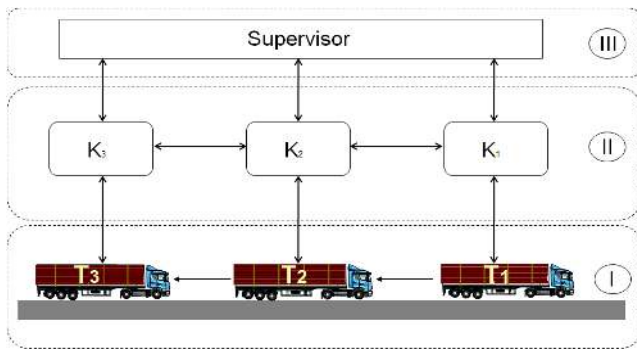 Supervisor
III
K3
K2
K1
II
T3
T2
T1
I